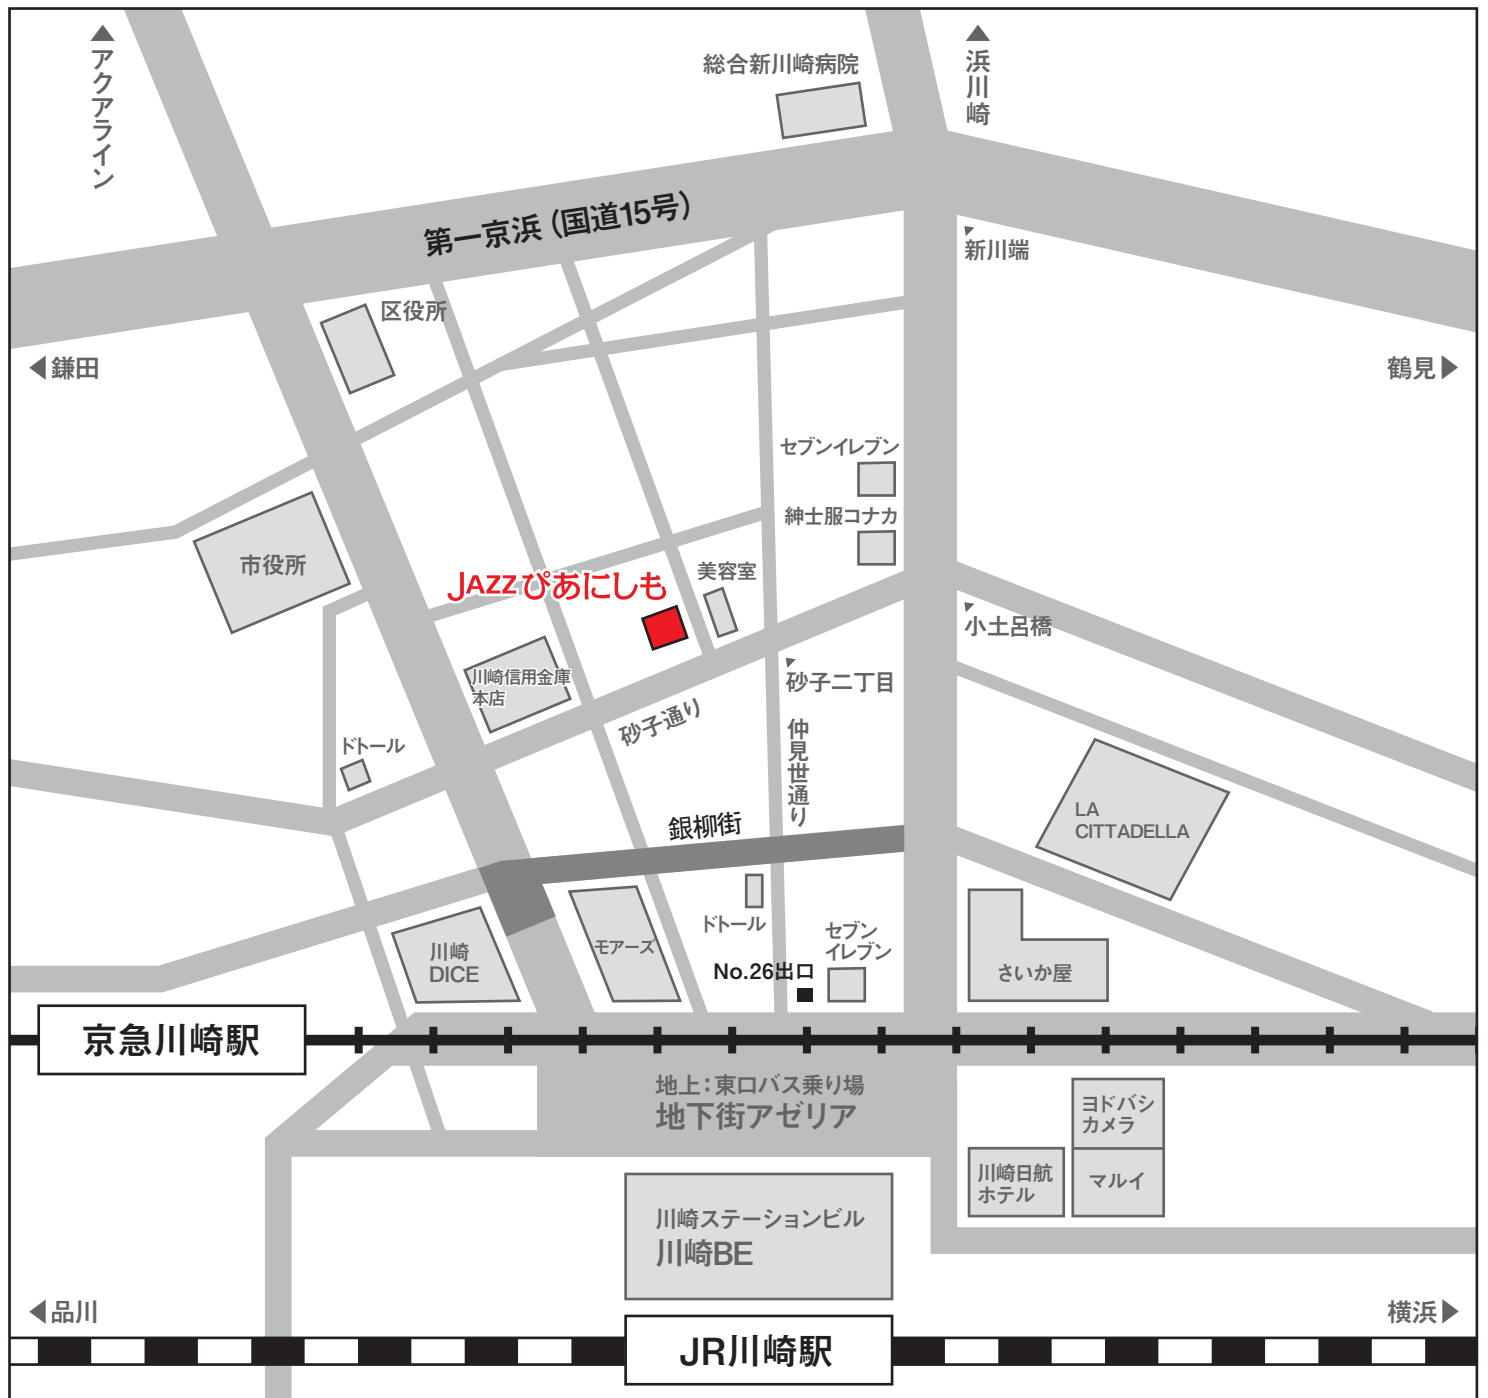 アクアライン
総合新川崎病院
浜川崎
第一京浜（国道15号）
新川端
区役所
鎌田
鶴見
セブンイレブン
紳士服コナカ
市役所
JAZZぴあにしも
美容室
小土呂橋
川崎信用金庫
本店
砂子二丁目
砂子通り
仲見世通り
ドトール
銀柳街
LA
CITTADELLA
川崎
DICE
モアーズ
ドトール
セブン
イレブン
No.26出口
さいか屋
京急川崎駅
地上：東口バス乗り場
地下街アゼリア
ヨドバシ
カメラ
川崎日航
ホテル
マルイ
川崎ステーションビル
川崎BE
品川
横浜
JR川崎駅